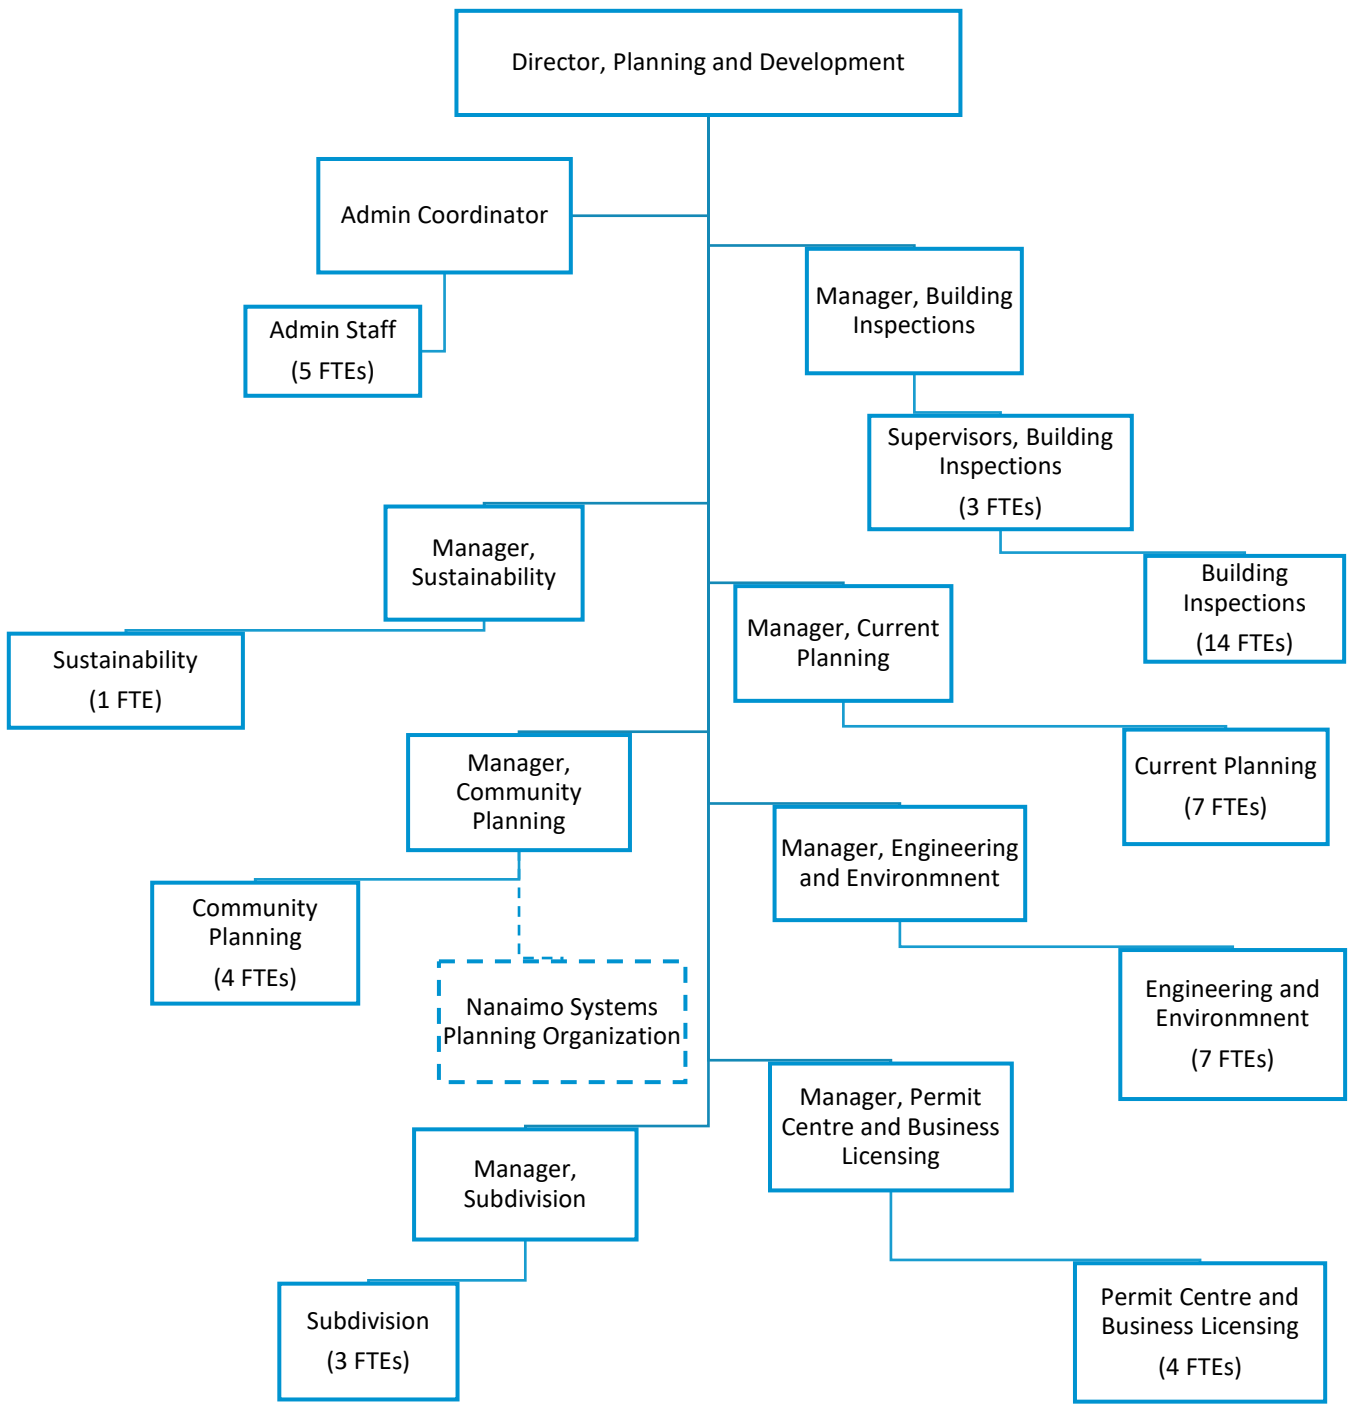 Director, Planning and Development
Admin Coordinator
Admin Staff
(5 FTEs)
Manager, Building
Inspections
Supervisors, Building
Inspections
(3 FTEs)
Building
Inspections
(14 FTEs)
Manager,
Sustainability
Sustainability
(1 FTE)
Manager, Current
Planning
Current Planning
(7 FTEs)
Manager,
Community
Planning
Community
Planning
(4 FTEs)
Nanaimo Systems
Planning Organization
Manager, Engineering
and Environmnent
Engineering and
Environmnent
(7 FTEs)
Manager, Permit
Centre and Business
Licensing
Permit Centre and
Business Licensing
(4 FTEs)
Manager,
Subdivision
Subdivision
(3 FTEs)